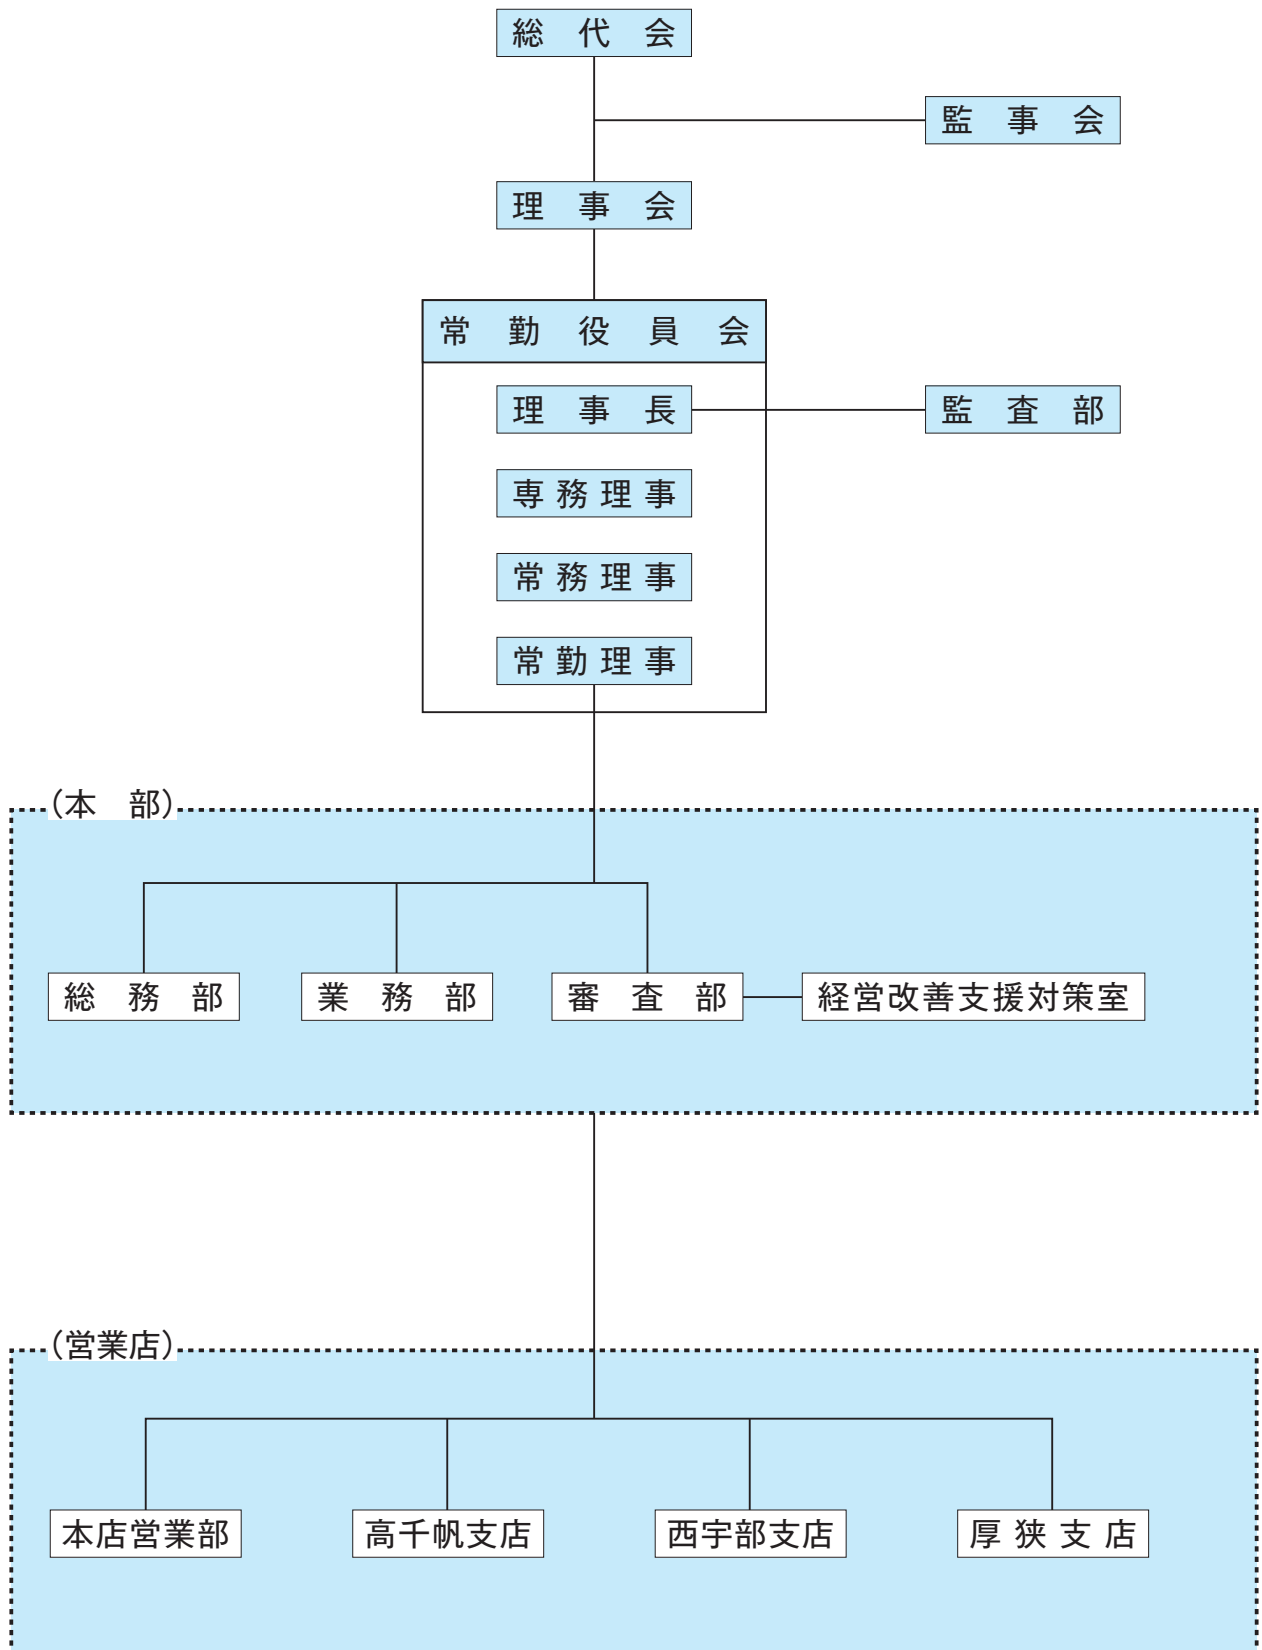 総代会
監事会
理事会
常勤役員会
理事長
監査部
専務理事
常務理事
常勤理事
（本部）
総務部
業務部
審査部
経営改善支援対策室
（営業店）
本店営業部
高千帆支店
西宇部支店
厚狭支店